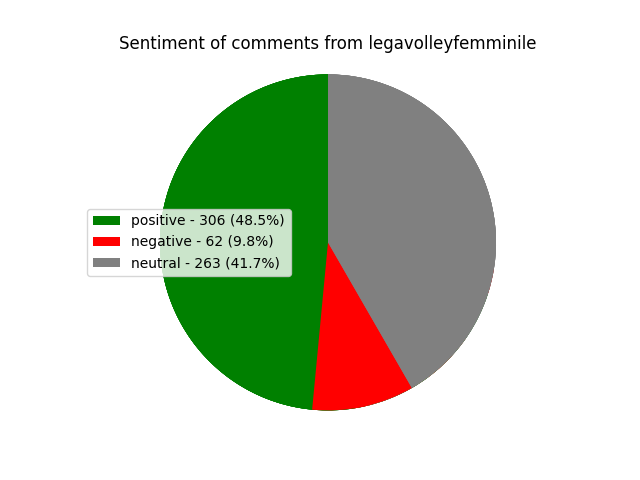 Sentiment of comments from legavolleyfemminile
positive - 306 (48.5%)
negative - 62 (9.8%)
neutral - 263 (41.7%)